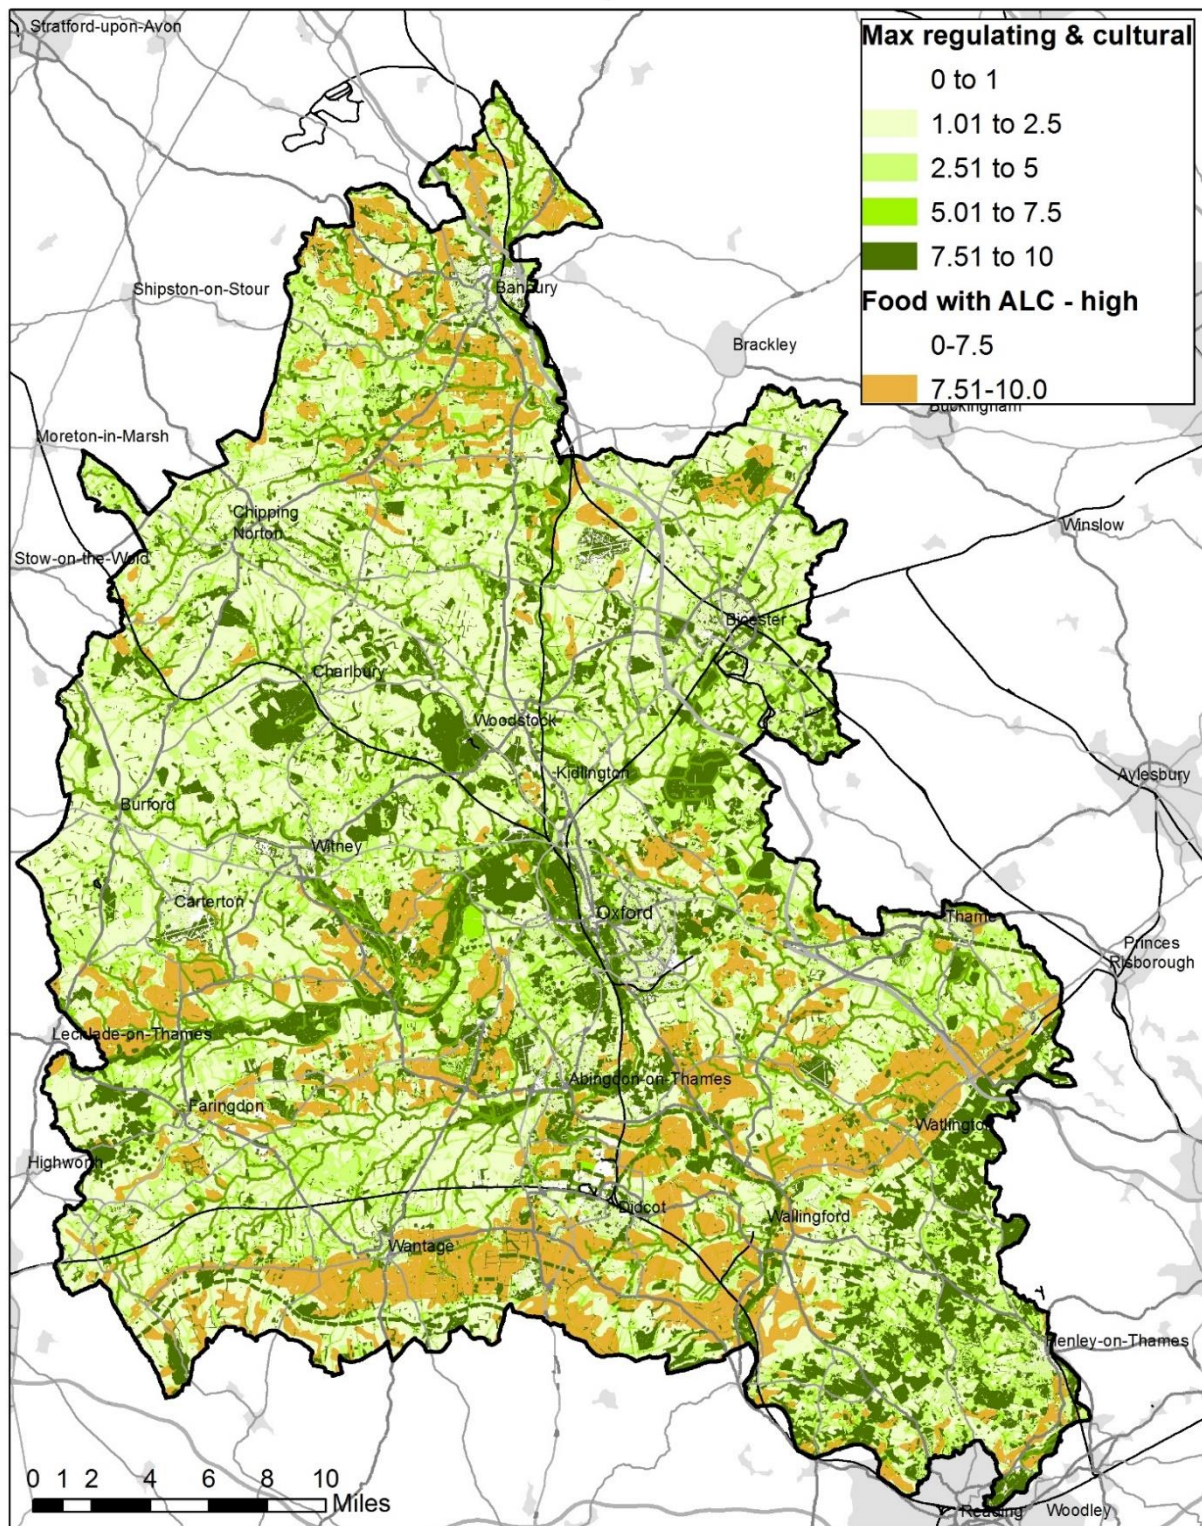 Stratford-upon-Avon
Max regulating & cultural
0 to 1
1.01 to 2.5
2.51 to 5
5.01 to 7.5
7.51 to 10
Food with ALC - high
0-7.5
7.51-10.0
Shipston-on-Stour
Banbury
Brackley
Buckingham
Moreton-in-Marsh
Chipping
Norton
Winslow
Stow-on-the-Wold
Bicester
Charlbury
Woodstock
Kidlington
Aylesbury
Burford
Witney
Carterton
Oxford
Thame
Princes
Risborough
Lechlade-on-Thames
Abingdon-on-Thames
Faringdon
Watlington
Highworth
Didcot
Wallingford
Wantage
Henley-on-Thames
0 1 2 4 6 8 10
Miles
Reading
Woodley